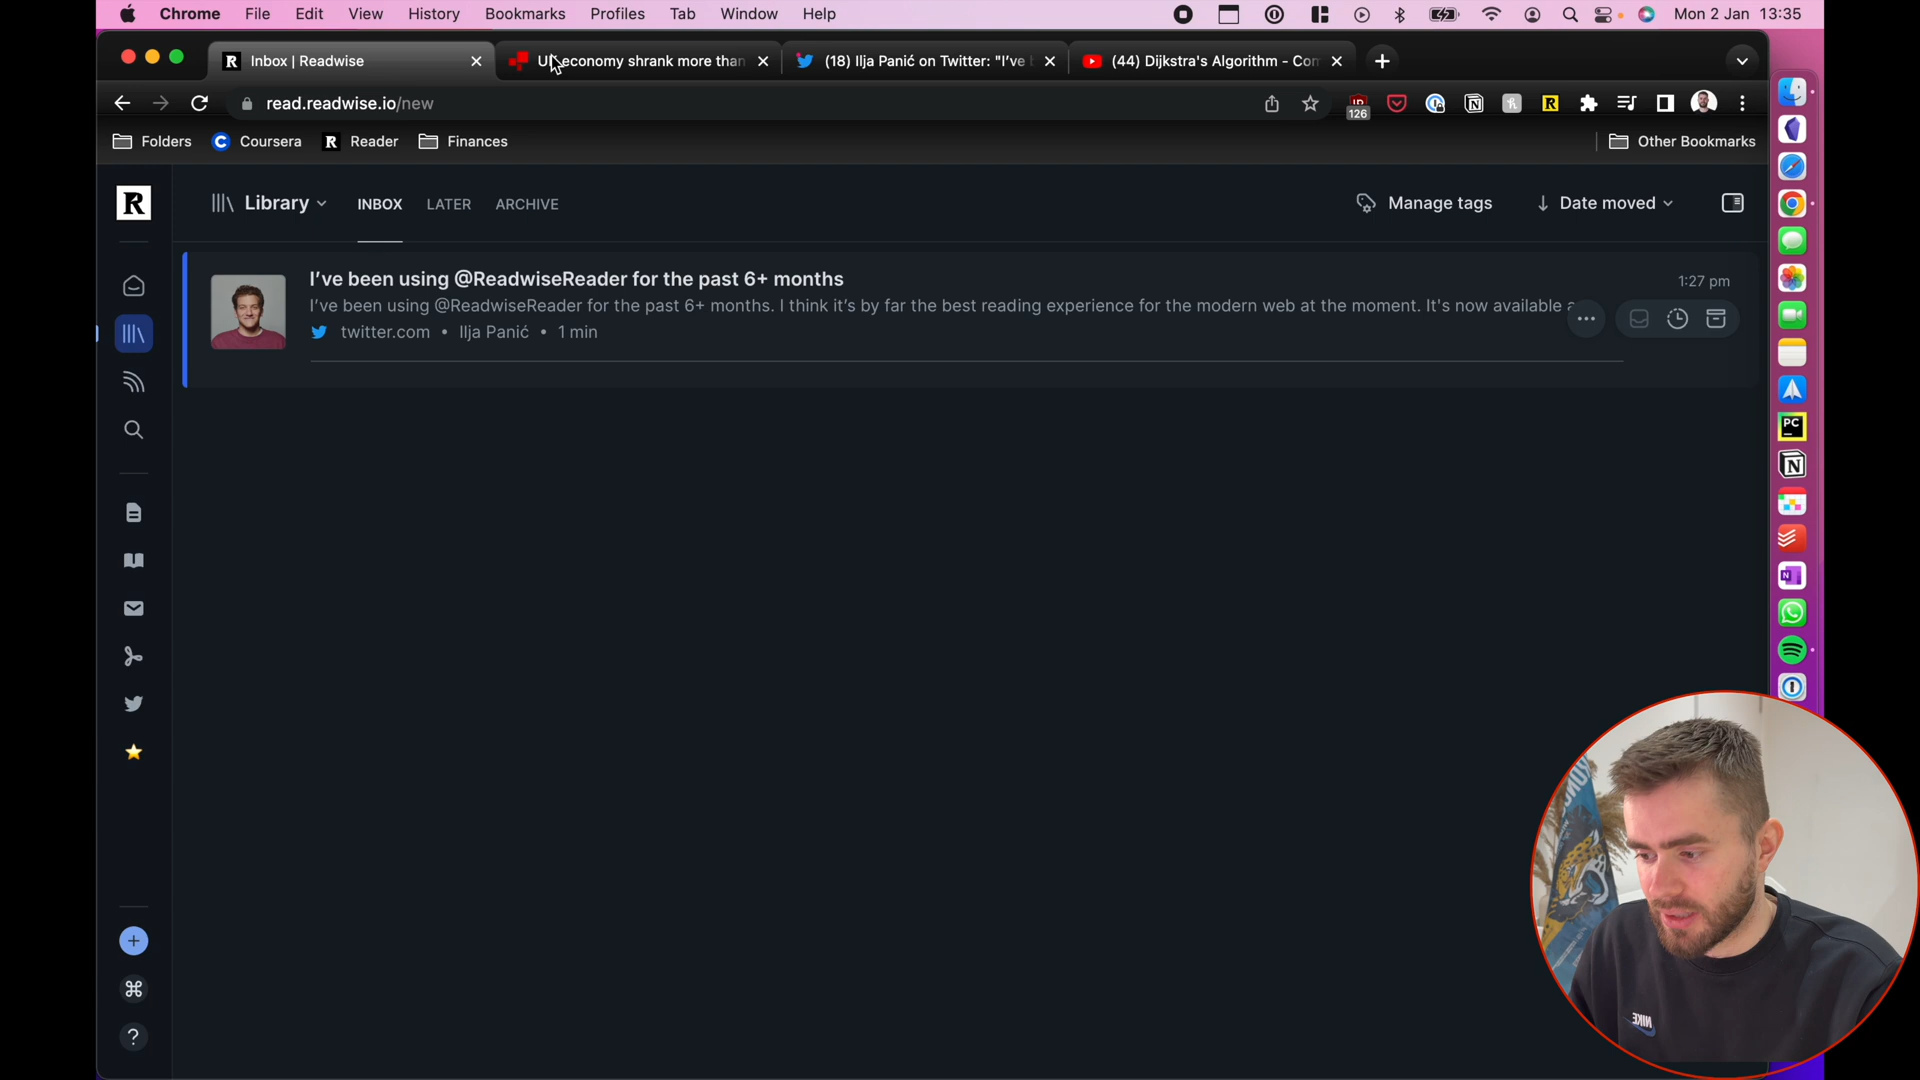 Chrome File Edit View History Bookmarks Profiles Tab Window Help Mon 2 Jan 13:35
Inbox | Readwise economy shrank more than (18) Ilja Panić on Twitter: "I've (44) Dijkstra's Algorithm - Com
read.readwise.io/new 126
Folders Coursera Reader Finances Other Bookmarks
Library INBOX LATER ARCHIVE Manage tags Date moved
I've been using @ReadwiseReader for the past 6+ months 1:27 pm
I've been using @ReadwiseReader for the past 6+ months. I think it's by far the best reading experience for the modern web at the moment. It's now available
twitter.com • Ilja Panić • 1 min
PC
NIKE